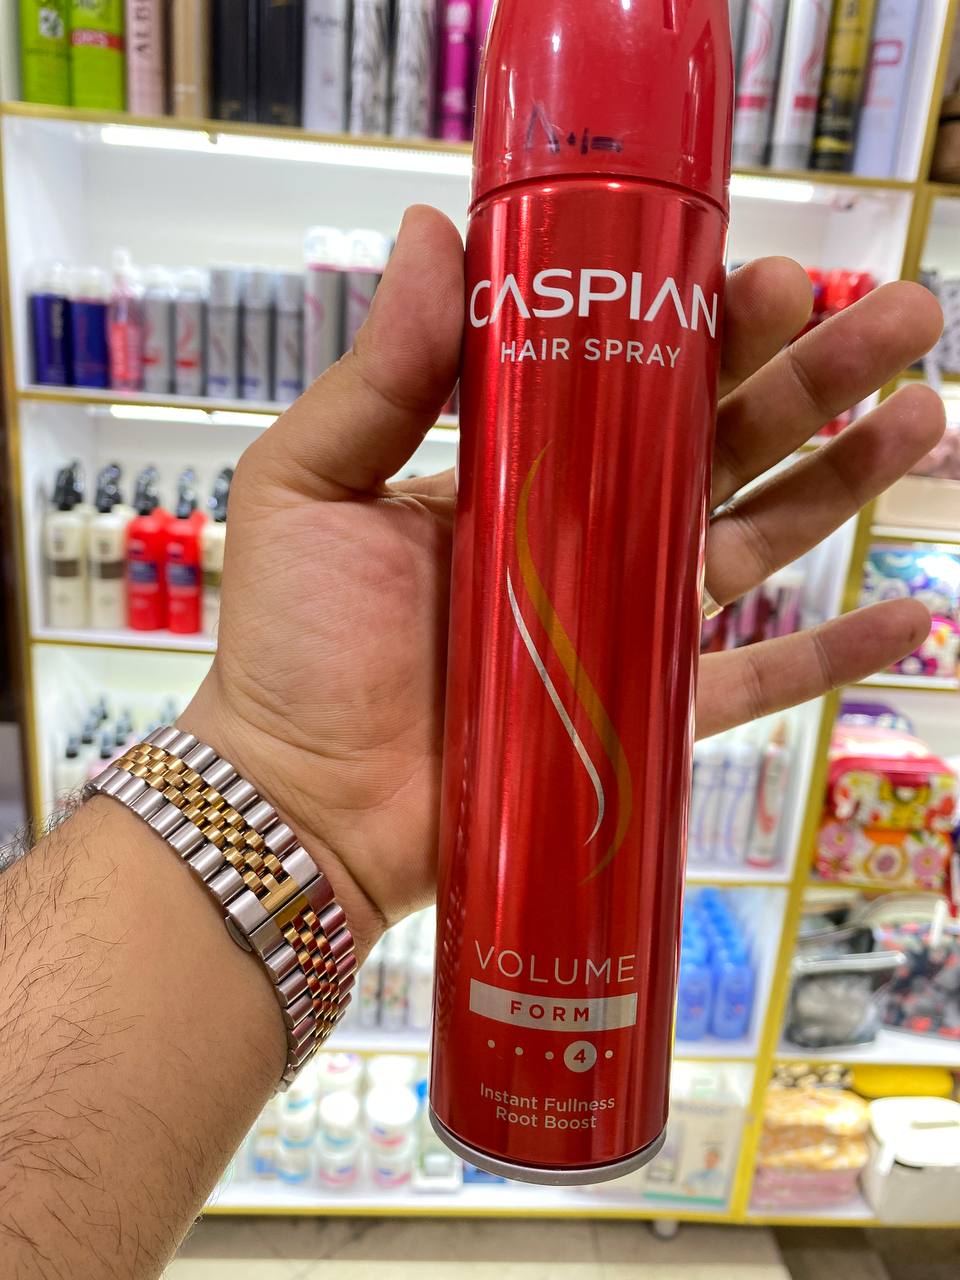 CASPIAN
HAIR SPRAY
VOLUME
FORM
4
Instant Fullness
Root Boost